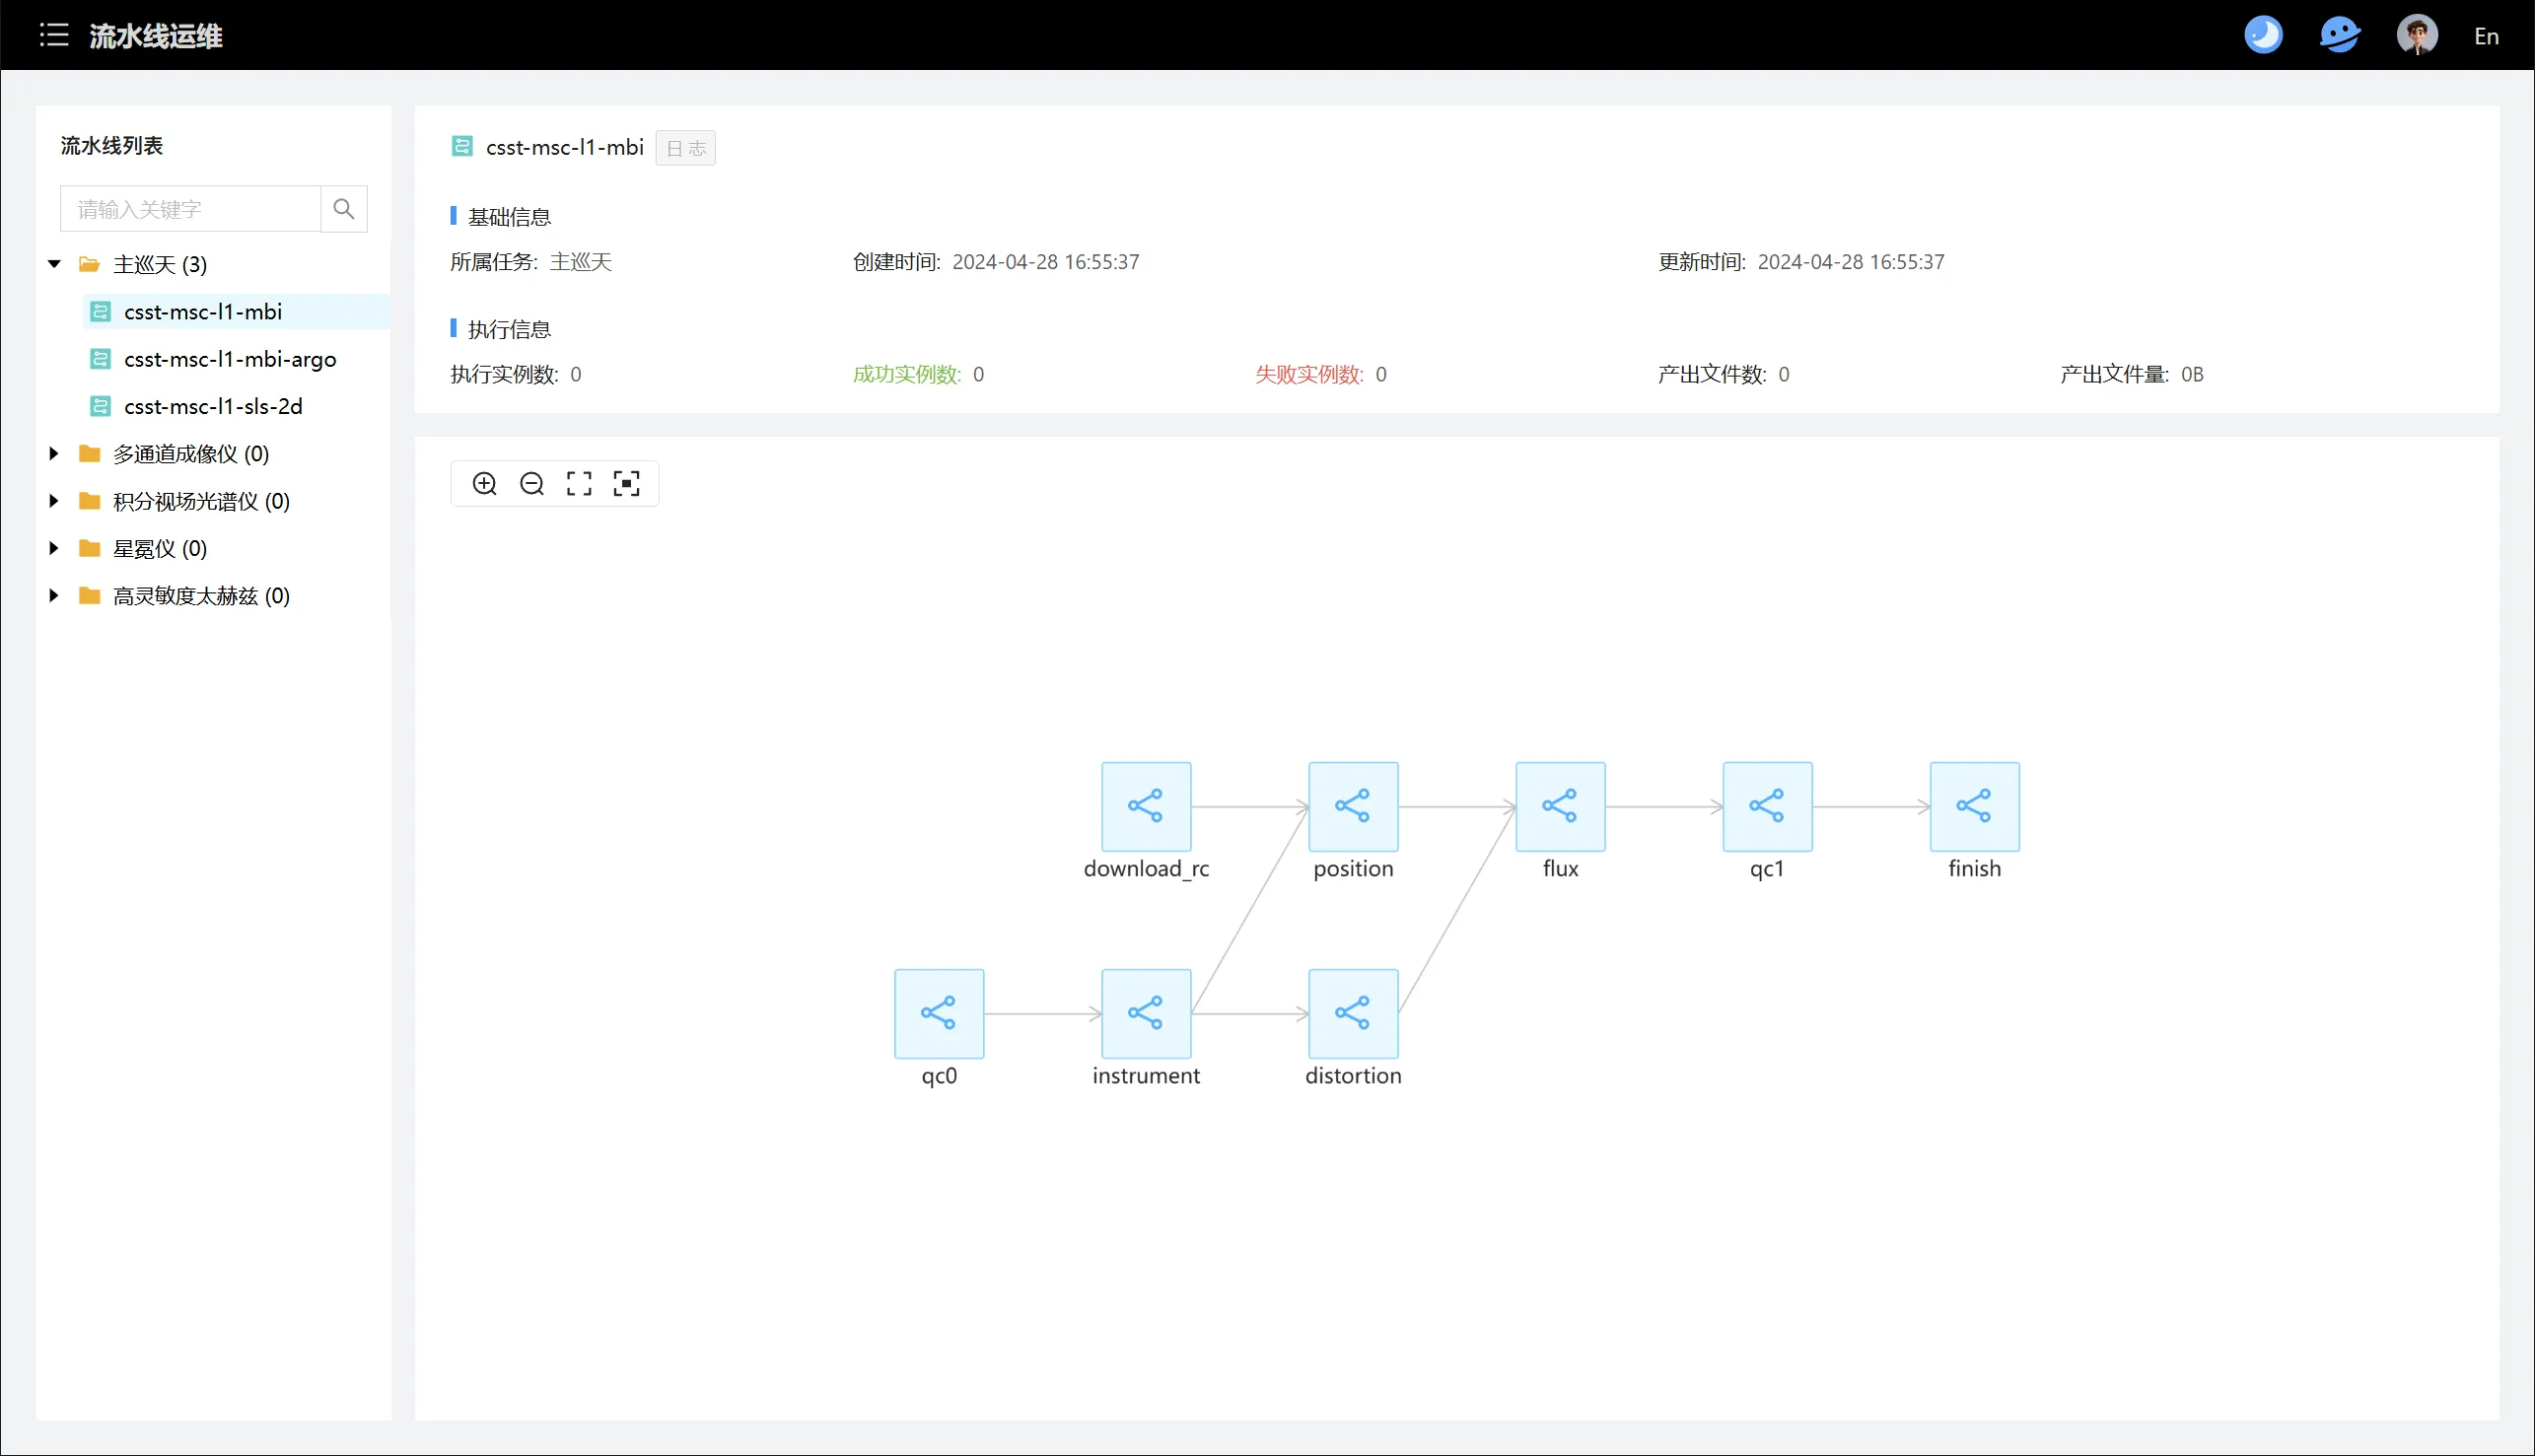 流水线运维
En
流水线列表
请输入关键字
主巡天 (3)
csst-msc-l1-mbi
csst-msc-l1-mbi-argo
csst-msc-l1-sls-2d
多通道成像仪 (0)
积分视场光谱仪 (0)
星冕仪 (0)
高灵敏度太赫兹 (0)
csst-msc-l1-mbi 日志
基础信息
所属任务: 主巡天 创建时间: 2024-04-28 16:55:37 更新时间: 2024-04-28 16:55:37
执行信息
执行实例数: 0 成功实例数: 0 失败实例数: 0 产出文件数: 0 产出文件量: 0B
download_rc position flux qc1 finish
qc0 instrument distortion